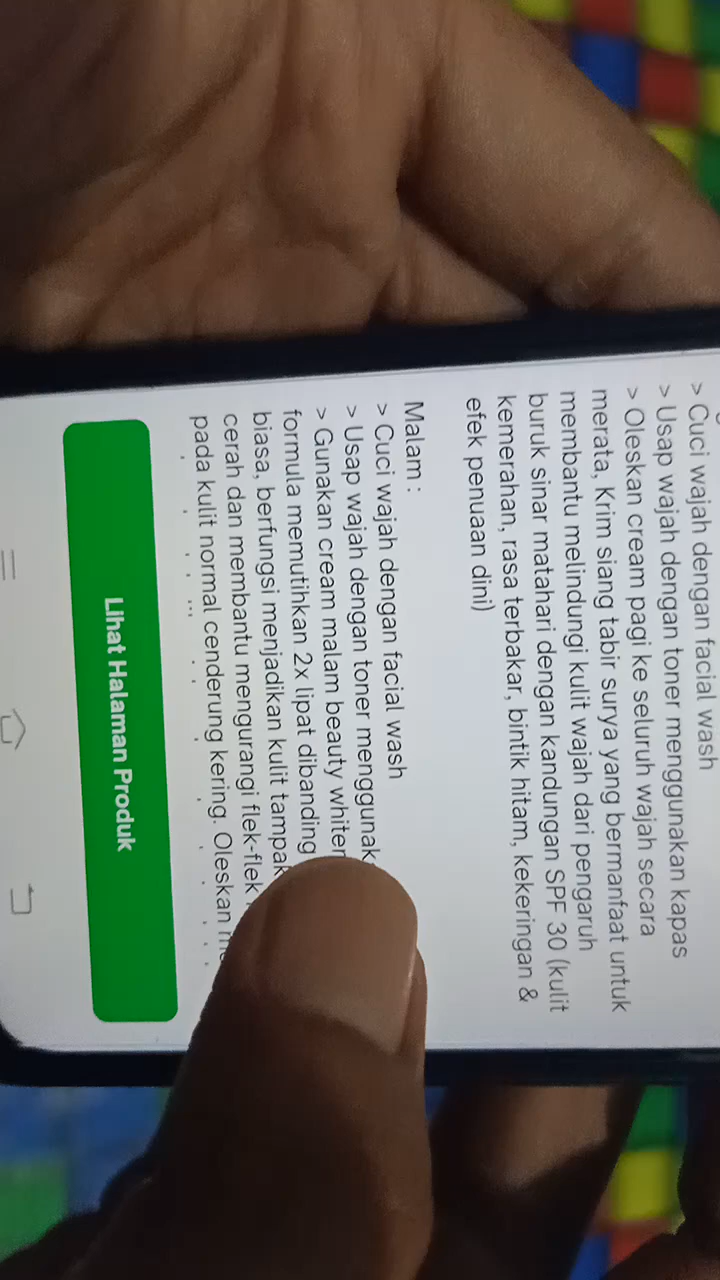 > Cuci wajah dengan facial wash
> Usap wajah dengan toner menggunakan kapas
> Oleskan cream pagi ke seluruh wajah secara
merata, Krim siang tabir surya yang bermanfaat untuk
membantu melindungi kulit wajah dari pengaruh
buruk sinar matahari dengan kandungan SPF 30 (kulit
kemerahan, rasa terbakar, bintik hitam, kekeringan &
efek penuaan dini)
Malam :
> Cuci wajah dengan facial wash
> Usap wajah dengan toner
> Gunakan cream malam beauty
formula memutihkan 2x lipat dibanding
biasa, berfungsi menjadikan kulit
cerah dan membantu mengurangi flek-flek
pada kulit normal cenderung kering. Oleskan
Lihat Halaman Produk